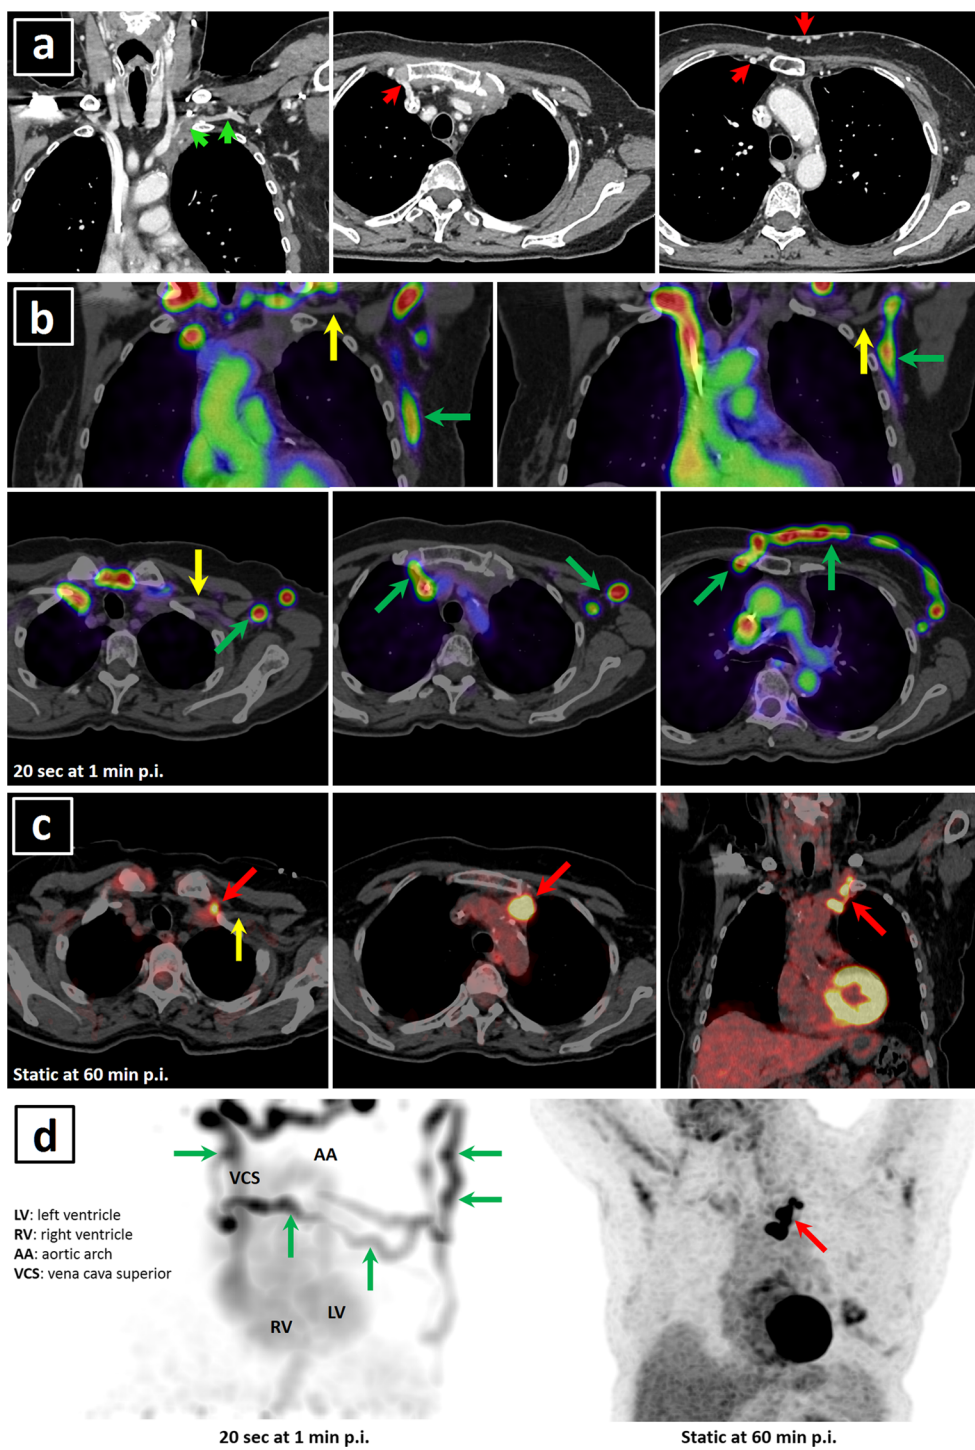 a
b
20 sec at 1 min p.i.
c
Static at 60 min p.i.
d
AA
VCS
LV: left ventricle
RV: right ventricle
AA: aortic arch
VCS: vena cava superior
LV
RV
20 sec at 1 min p.i.
Static at 60 min p.i.